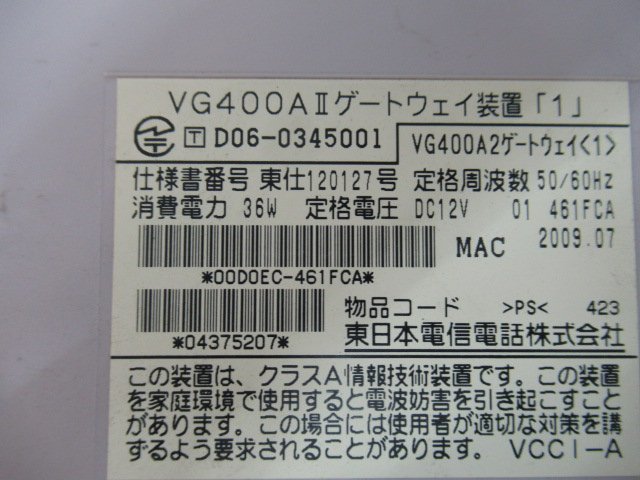 VG400AⅡゲートウェイ装置「1」
T D06-0345001
VG400A2ゲートウェイ<1>
仕様書番号 東仕120127号 定格周波数 50/60Hz
消費電力 36W 定格電圧 DC12V 01 461FCA
MAC 2009.07
*00D0EC-461FCA*
物品コード >PS< 423
*04375207*
東日本電信電話株式会社
この装置は、クラスA情報技術装置です。この装置
を家庭環境で使用すると電波妨害を引き起こすこと
があります。この場合には使用者が適切な対策を講
ずるよう要求されることがあります。 VCCI-A